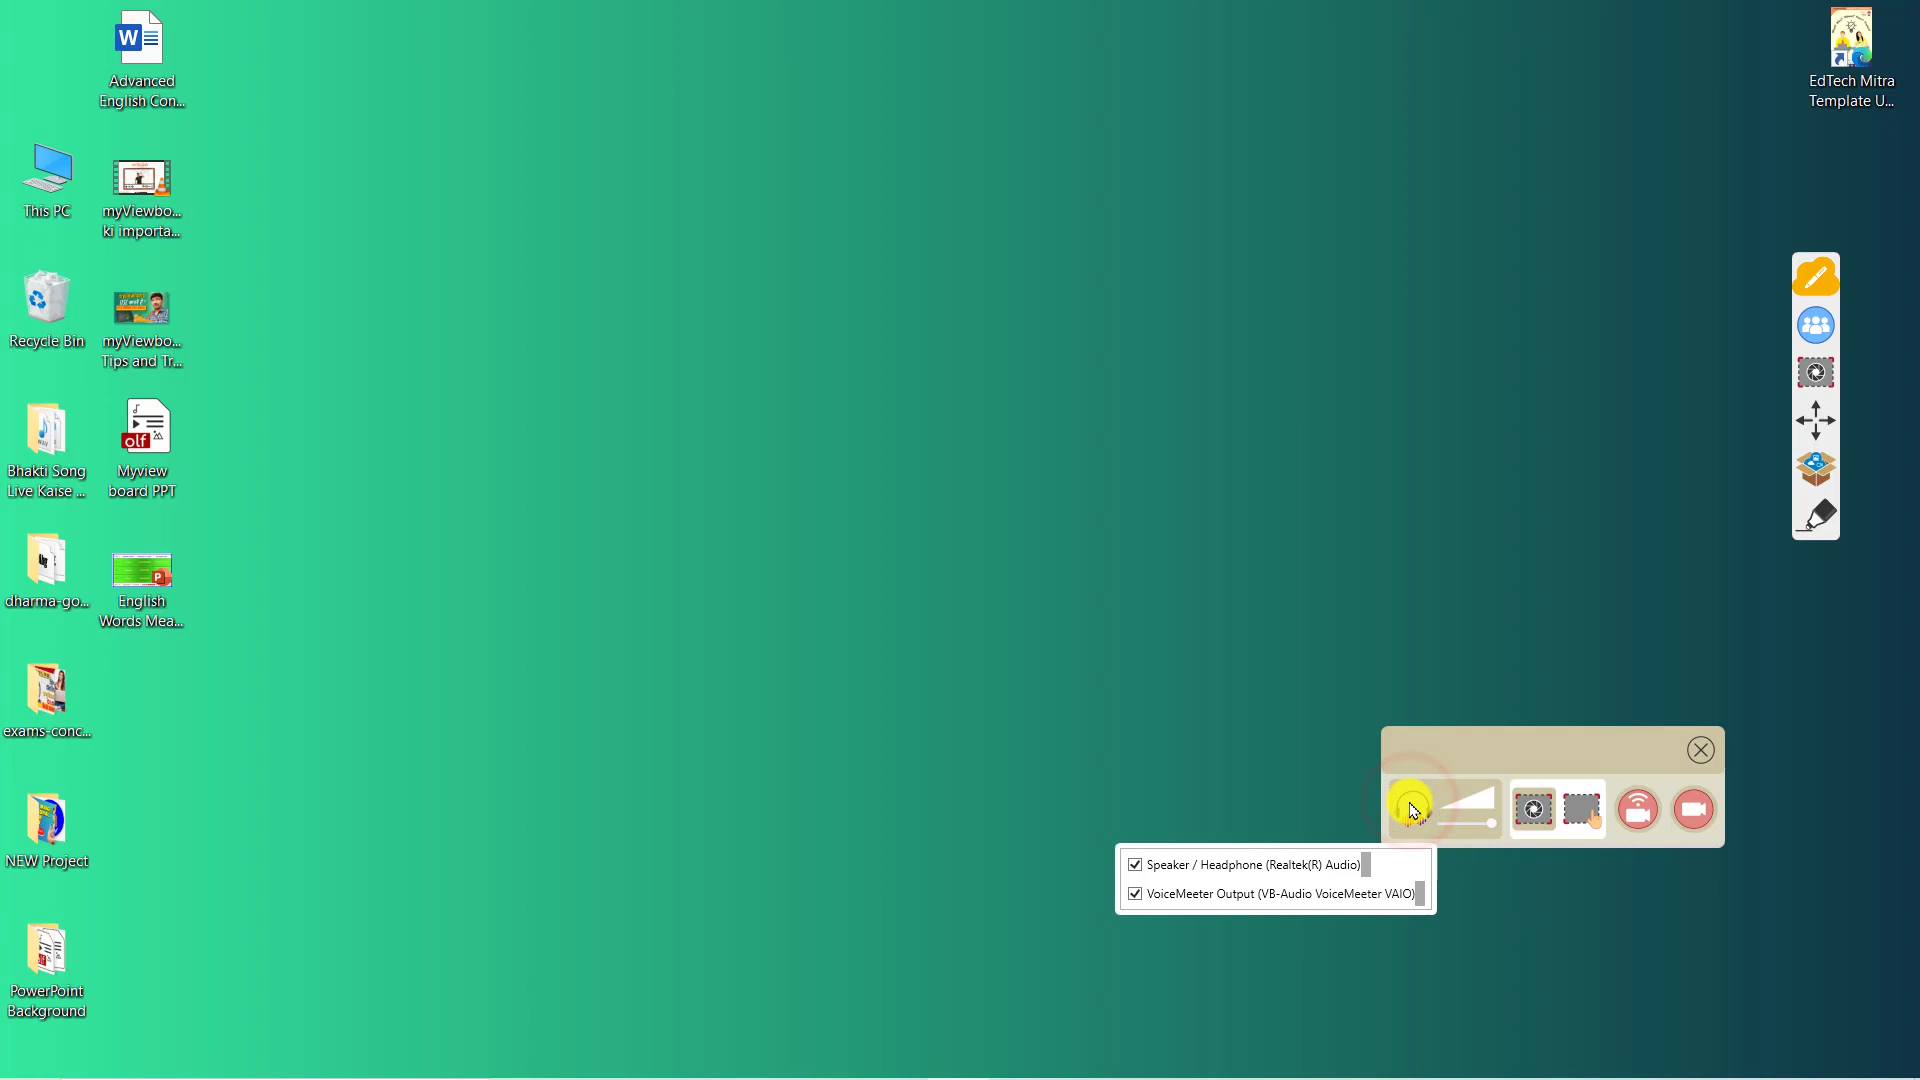 Advanced
English Con...
This PC
myViewbo...
ki importa...
Recycle Bin
myViewbo...
Tips and Tr...
Bhakti Song
Live Kaise ...
olf
Myview
board PPT
dharma-go...
English
Words Mea...
exams-conc...
NEW Project
PowerPoint
Background
EdTech Mitra
Template U...
Speaker / Headphone (Realtek(R) Audio)
VoiceMeeter Output (VB-Audio VoiceMeeter VAIO)